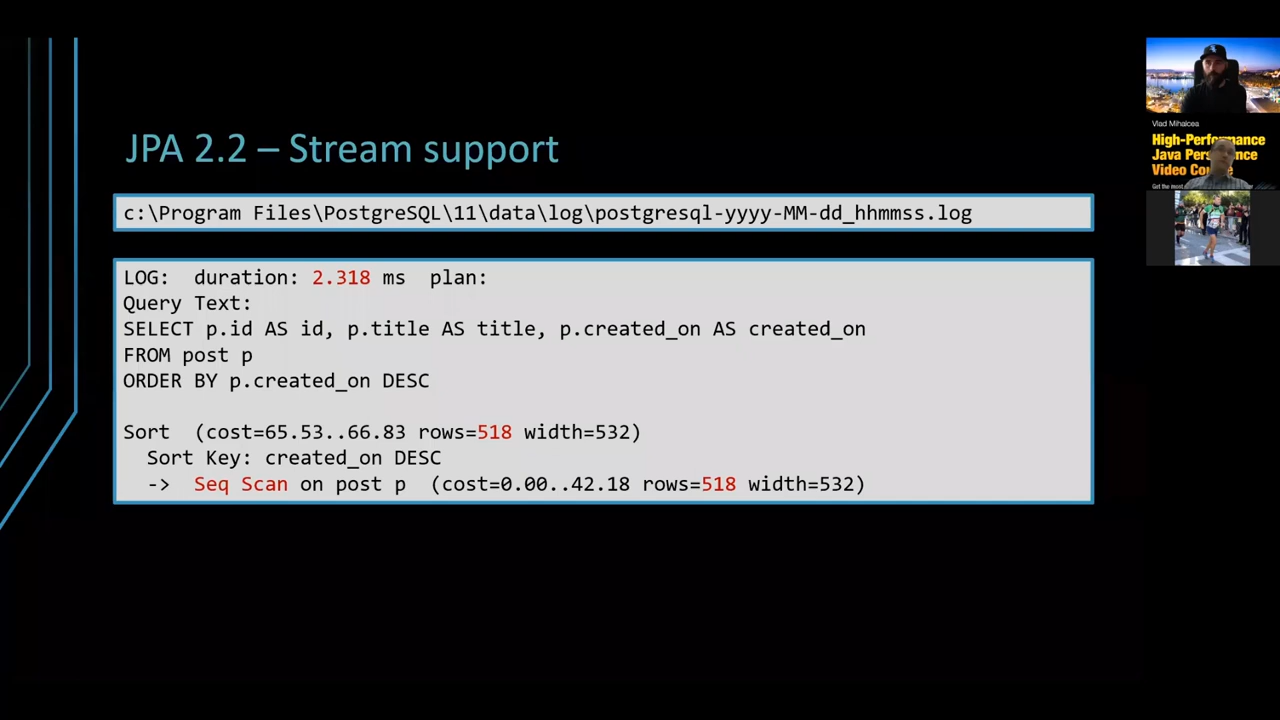 JPA 2.2 – Stream support
c:\Program Files\PostgreSQL\11\data\log\postgresql-yyyy-MM-dd_hhmmss.log
LOG:  duration: 2.318 ms  plan:
Query Text:
SELECT p.id AS id, p.title AS title, p.created_on AS created_on
FROM post p
ORDER BY p.created_on DESC
Sort  (cost=65.53..66.83 rows=518 width=532)
  Sort Key: created_on DESC
  ->  Seq Scan on post p  (cost=0.00..42.18 rows=518 width=532)
Vlad Mihalcea
High-Performance
Java
Video
Get the most